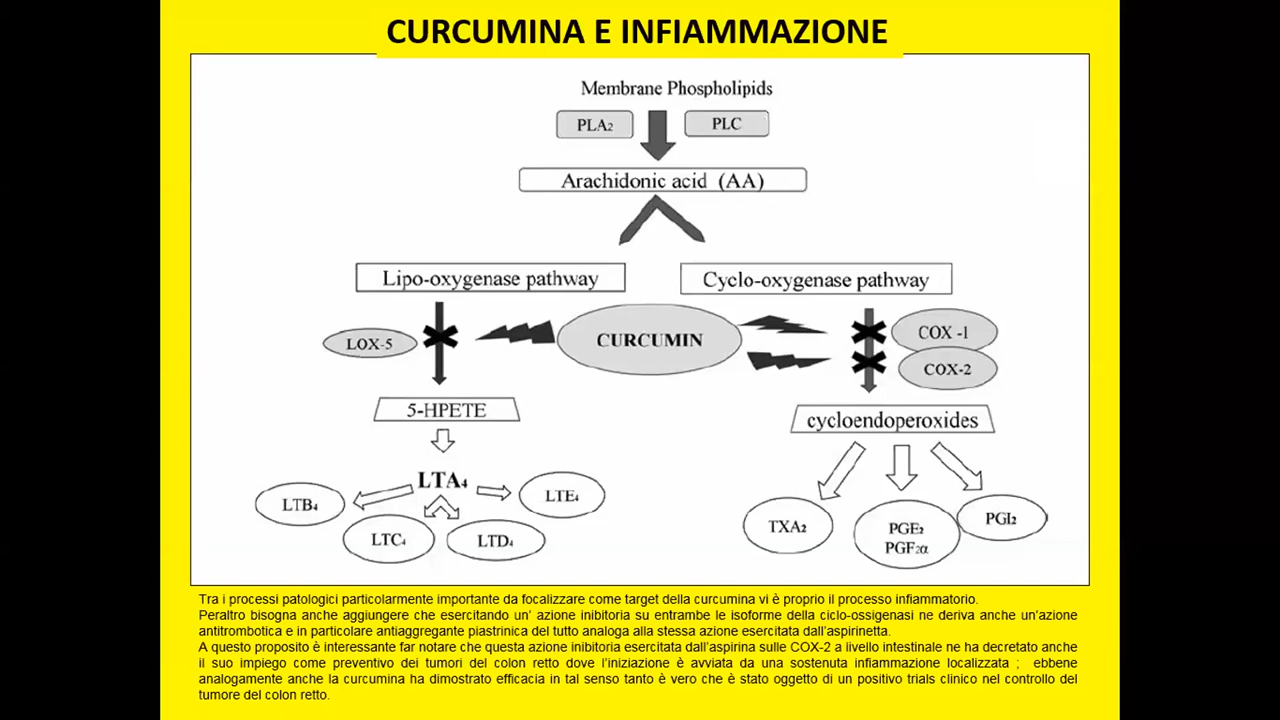 CURCUMINA E INFIAMMAZIONE
Membrane Phospholipids
PLA2
PLC
Arachidonic acid (AA)
Lipo-oxygenase pathway
Cyclo-oxygenase pathway
LOX-5
CURCUMIN
COX -1
COX-2
5-HPETE
cycloendoperoxides
LTA4
LTB4
LTE4
LTC4
LTD4
TXA2
PGE2
PGF2α
PGI2
Tra i processi patologici particolarmente importante da focalizzare come target della curcumina vi è proprio il processo infiammatorio.
Peraltro bisogna anche aggiungere che esercitando un' azione inibitoria su entrambe le isoforme della ciclo-ossigenasi ne deriva anche un'azione
antitrombotica e in particolare antiaggregante piastrinica del tutto analoga alla stessa azione esercitata dall'aspirinetta.
A questo proposito è interessante far notare che questa azione inibitoria esercitata dall'aspirina sulle COX-2 a livello intestinale ne ha decretato anche
il suo impiego come preventivo dei tumori del colon retto dove l'iniziazione è avviata da una sostenuta infiammazione localizzata ; ebbene
analogamente anche la curcumina ha dimostrato efficacia in tal senso tanto è vero che è stato oggetto di un positivo trials clinico nel controllo del
tumore del colon retto.